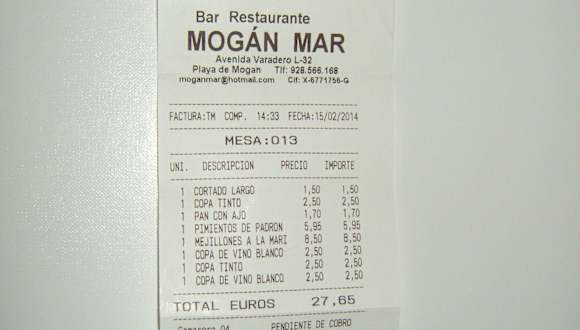 Bar Restaurante
MOGÁN MAR
Avenida Varadero L-32
Playa de Mogan Tlf: 928.566.168
moganmar@hotmail.com Cif: X-6771756-G
FACTURA:TM COMP. 14:33 FECHA:15/02/2014
MESA:013
UNI. DESCRIPCION PRECIO IMPORTE
1 CORTADO LARGO 1,50 1,50
1 COPA TINTO 2,50 2,50
1 PAN CON AJO 1,70 1,70
1 PIMIENTOS DE PADRON 5,95 5,95
1 MEJILLONES A LA MARI 8,50 8,50
1 COPA DE VINO BLANCO 2,50 2,50
1 COPA TINTO 2,50 2,50
1 COPA DE VINO BLANCO 2,50 2,50
TOTAL EUROS 27,65
Camarero 04 PENDIENTE DE COBRO